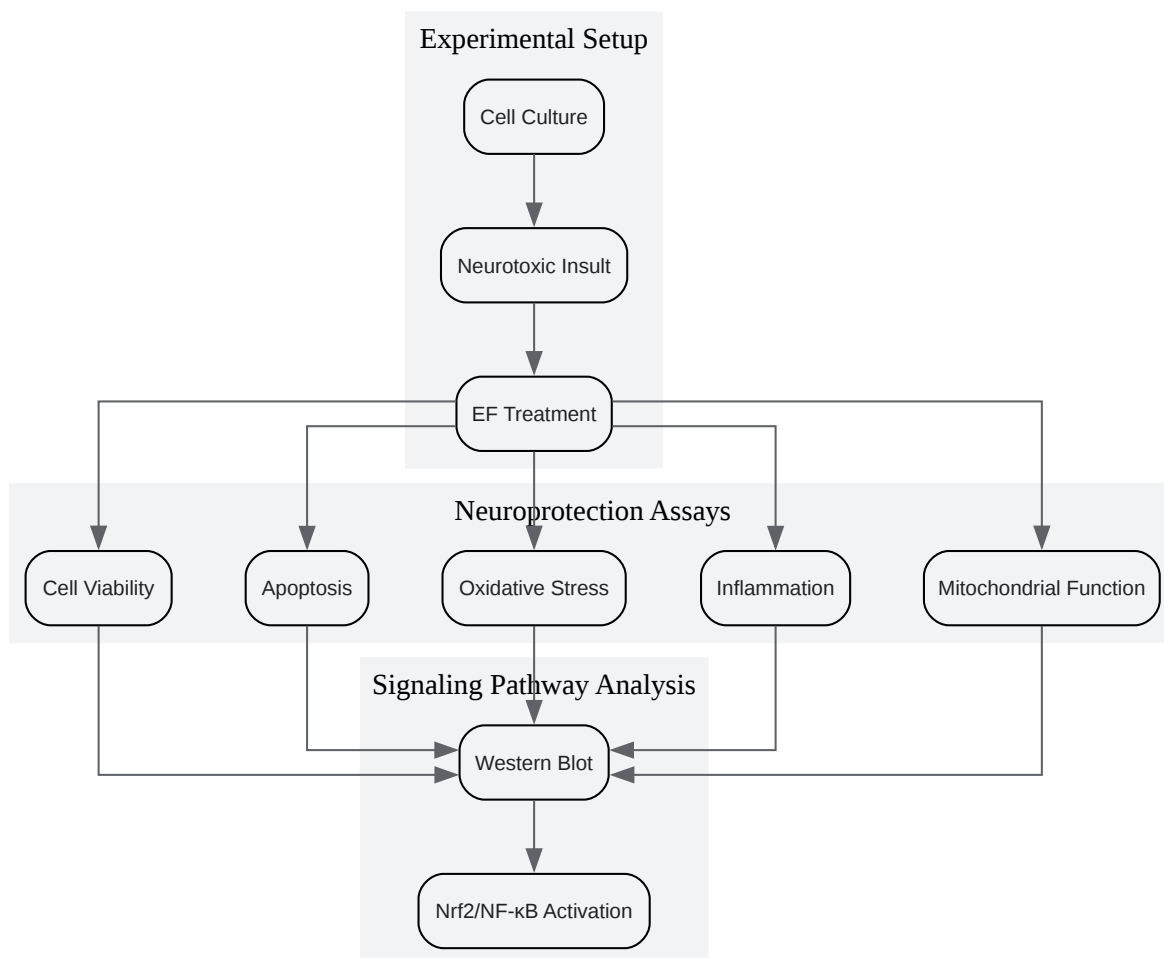 Experimental Setup
Cell Culture
Neurotoxic Insult
EF Treatment
Neuroprotection Assays
Cell Viability
Apoptosis
Oxidative Stress
Inflammation
Mitochondrial Function
Signaling Pathway Analysis
Western Blot
Nrf2/NF-κB Activation